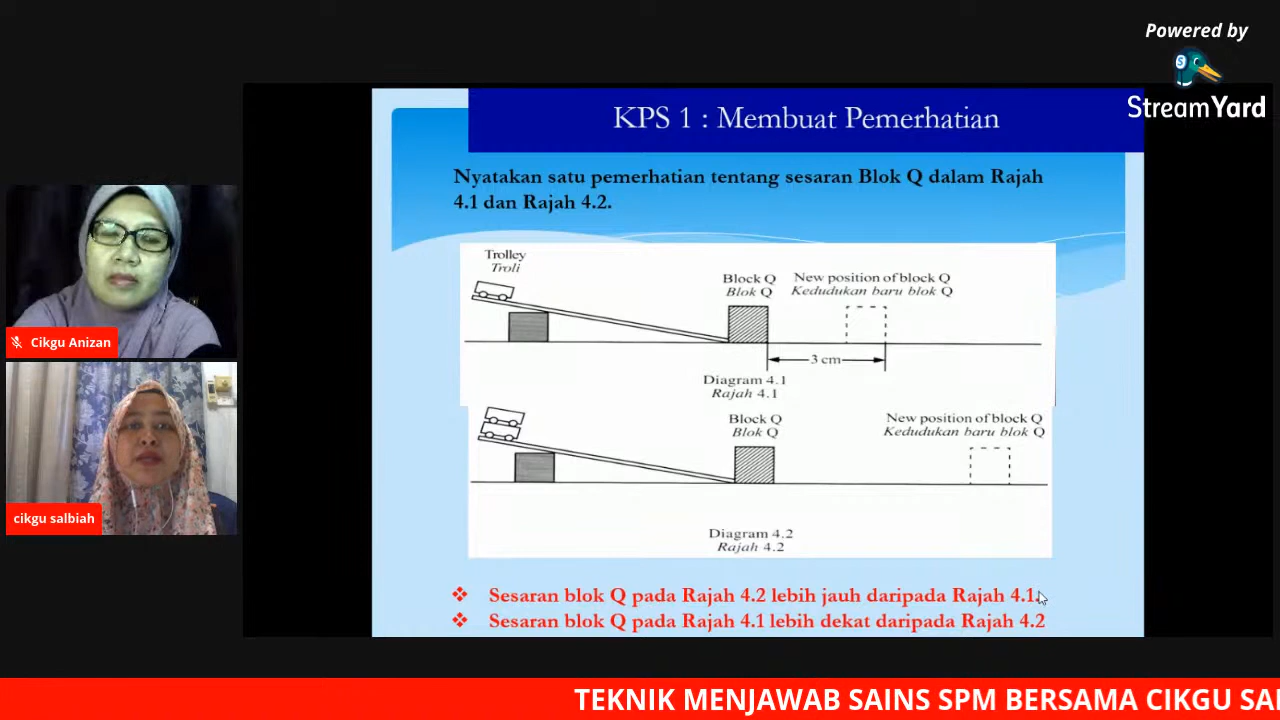 Powered by
StreamYard
KPS 1 : Membuat Pemerhatian
Nyatakan satu pemerhatian tentang sesaran Blok Q dalam Rajah
4.1 dan Rajah 4.2.
Trolley
Troli
Block Q
Blok Q
New position of block Q
Kedudukan baru blok Q
3 cm
Diagram 4.1
Rajah 4.1
Block Q
Blok Q
New position of block Q
Kedudukan baru blok Q
Diagram 4.2
Rajah 4.2
❖ Sesaran blok Q pada Rajah 4.2 lebih jauh daripada Rajah 4.1.
❖ Sesaran blok Q pada Rajah 4.1 lebih dekat daripada Rajah 4.2
Cikgu Anizan
cikgu salbiah
TEKNIK MENJAWAB SAINS SPM BERSAMA CIKGU SAL